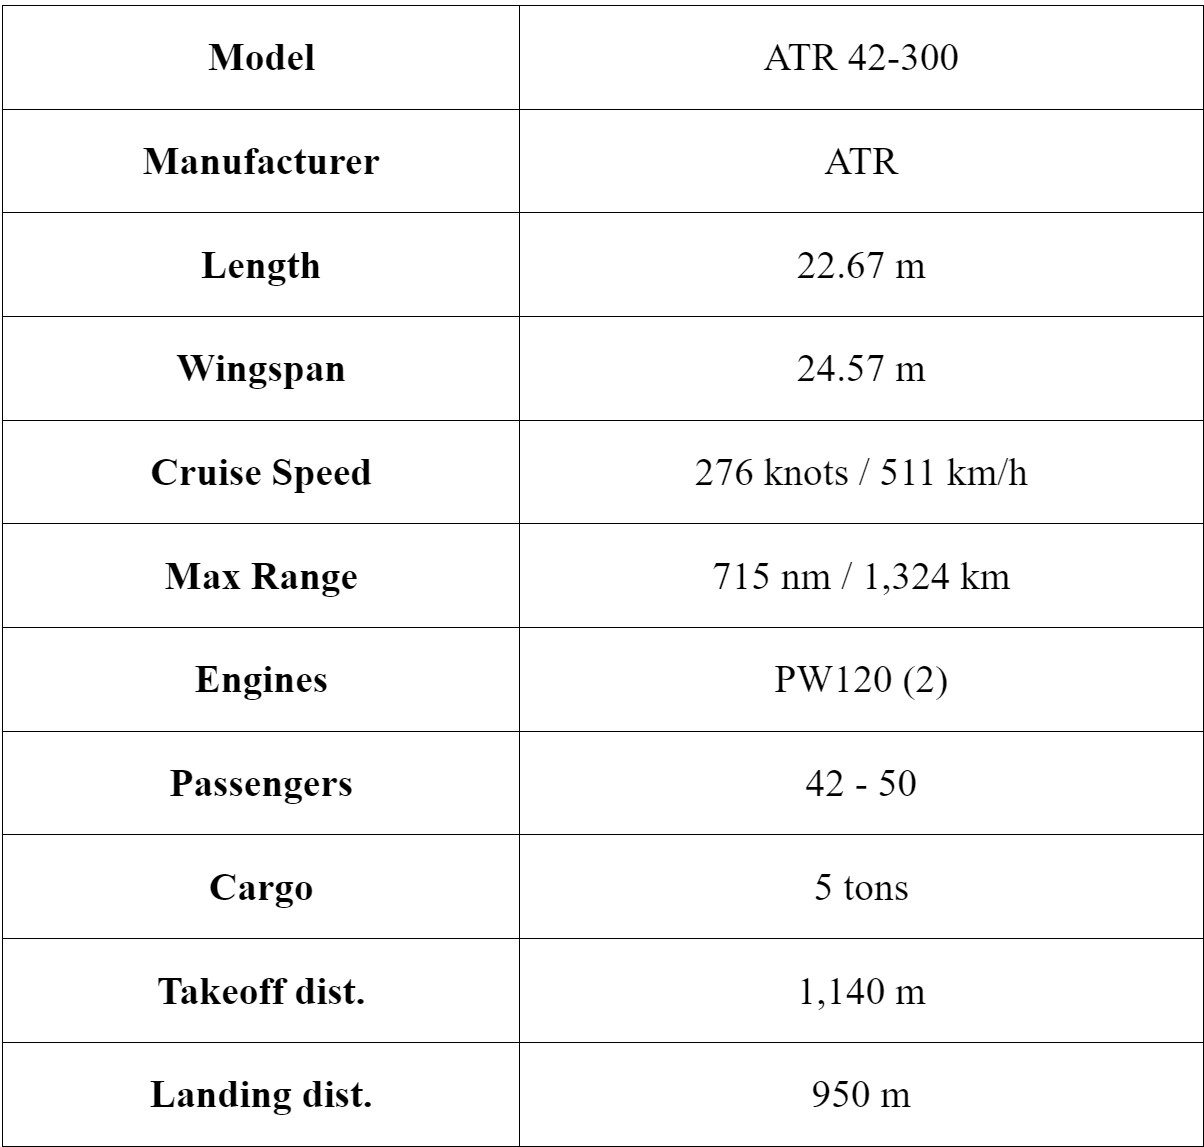 Model ATR 42-300
Manufacturer ATR
Length 22.67 m
Wingspan 24.57 m
Cruise Speed 276 knots / 511 km/h
Max Range 715 nm / 1,324 km
Engines PW120 (2)
Passengers 42 - 50
Cargo 5 tons
Takeoff dist. 1,140 m
Landing dist. 950 m